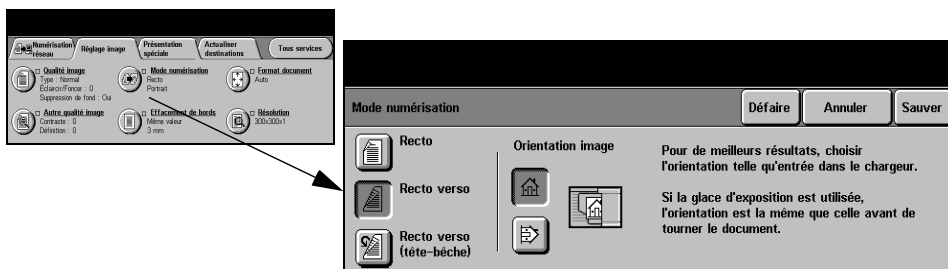 Numérisation réseau
Réglage image
Présentation spéciale
Actualiser destinations
Tous services
Qualité image
Type : Normal
Eclaircir/Foncer : 0
Suppression de fond : Oui
Mode numérisation
Recto
Portrait
Format document
Auto
Autre qualité image
Contraste : 0
Définition : 0
Effacement de bords
Même valeur
3 mm
Résolution
300x300x1
Mode numérisation
Défaire
Annuler
Sauver
Recto
Recto verso
Recto verso
(tête-bêche)
Orientation image
Pour de meilleurs résultats, choisir
l'orientation telle qu'entrée dans le chargeur.
Si la glace d'exposition est utilisée,
l'orientation est la même que celle avant de
tourner le document.